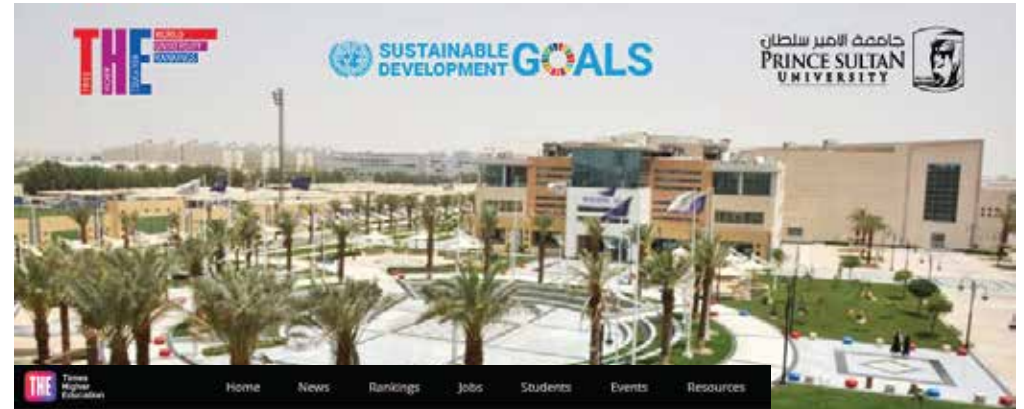 THE
WORLD
UNIVERSITY
RANKINGS
TIMES
HIGHER
EDUCATION
SUSTAINABLE
DEVELOPMENT GOALS
جامعة الأمير سلطان
PRINCE SULTAN
UNIVERSITY
THE
Times
Higher
Education
Home News Rankings Jobs Students Events Resources